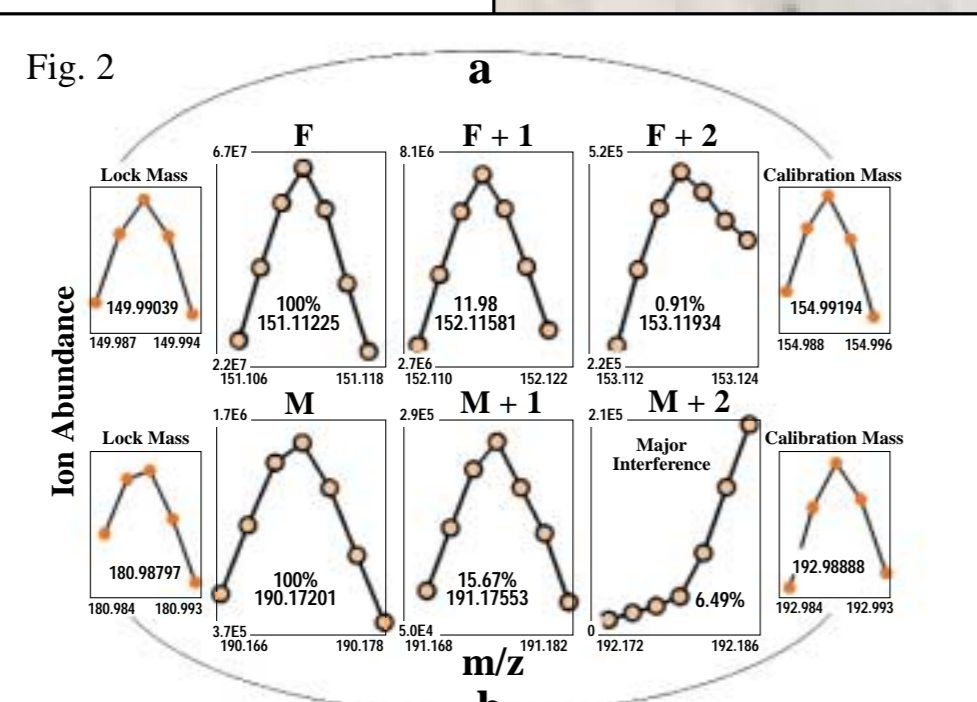 Fig. 2
a
F
F + 1
F + 2
Lock Mass
6.7E7
8.1E6
5.2E5
Calibration Mass
149.99039
149.987 149.994
100%
151.11225
2.2E7
151.106 151.118
11.98
152.11581
2.7E6
152.110 152.122
0.91%
153.11934
2.2E5
153.112 153.124
154.99194
154.988 154.996
Ion Abundance
M
M + 1
M + 2
Lock Mass
1.7E6
2.9E5
2.1E5
Calibration Mass
180.98797
180.984 180.993
100%
190.17201
3.7E5
190.166 190.178
15.67%
191.17553
5.0E4
191.168 191.182
Major
Interference
6.49%
0
192.172 192.186
192.98888
192.984 192.993
m/z